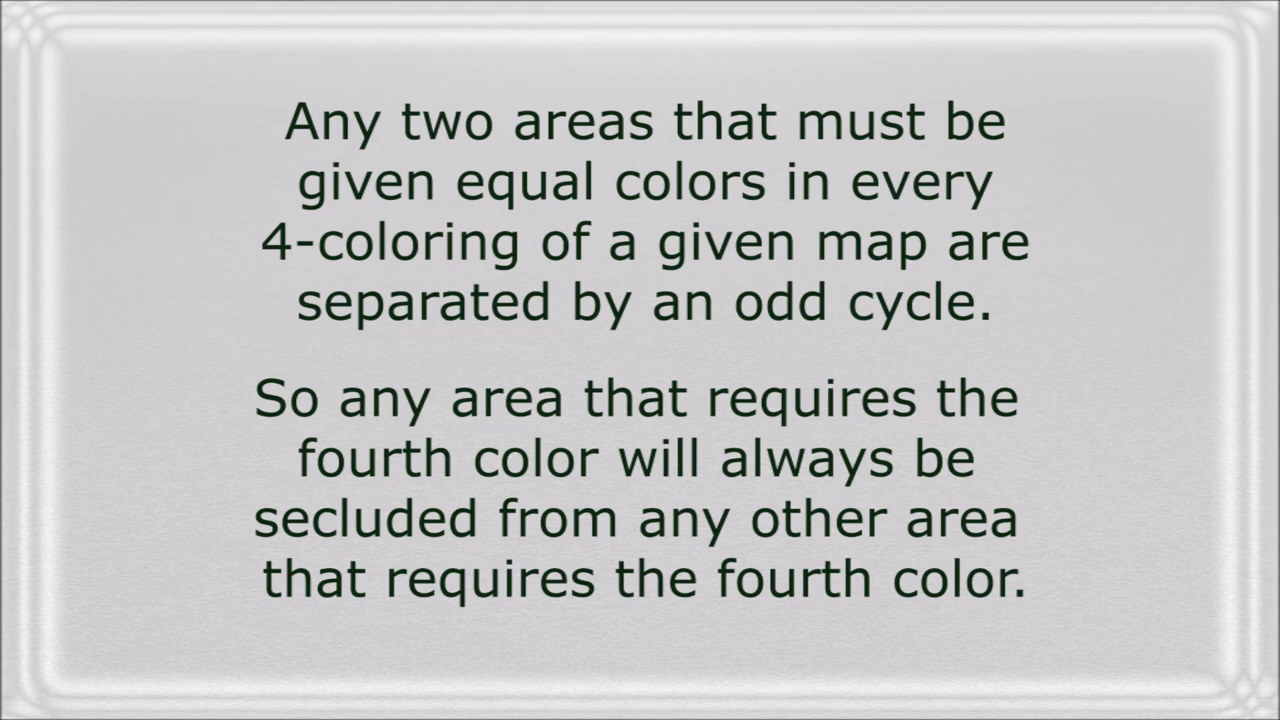 Any two areas that must be
given equal colors in every
4-coloring of a given map are
separated by an odd cycle.
So any area that requires the
fourth color will always be
secluded from any other area
that requires the fourth color.